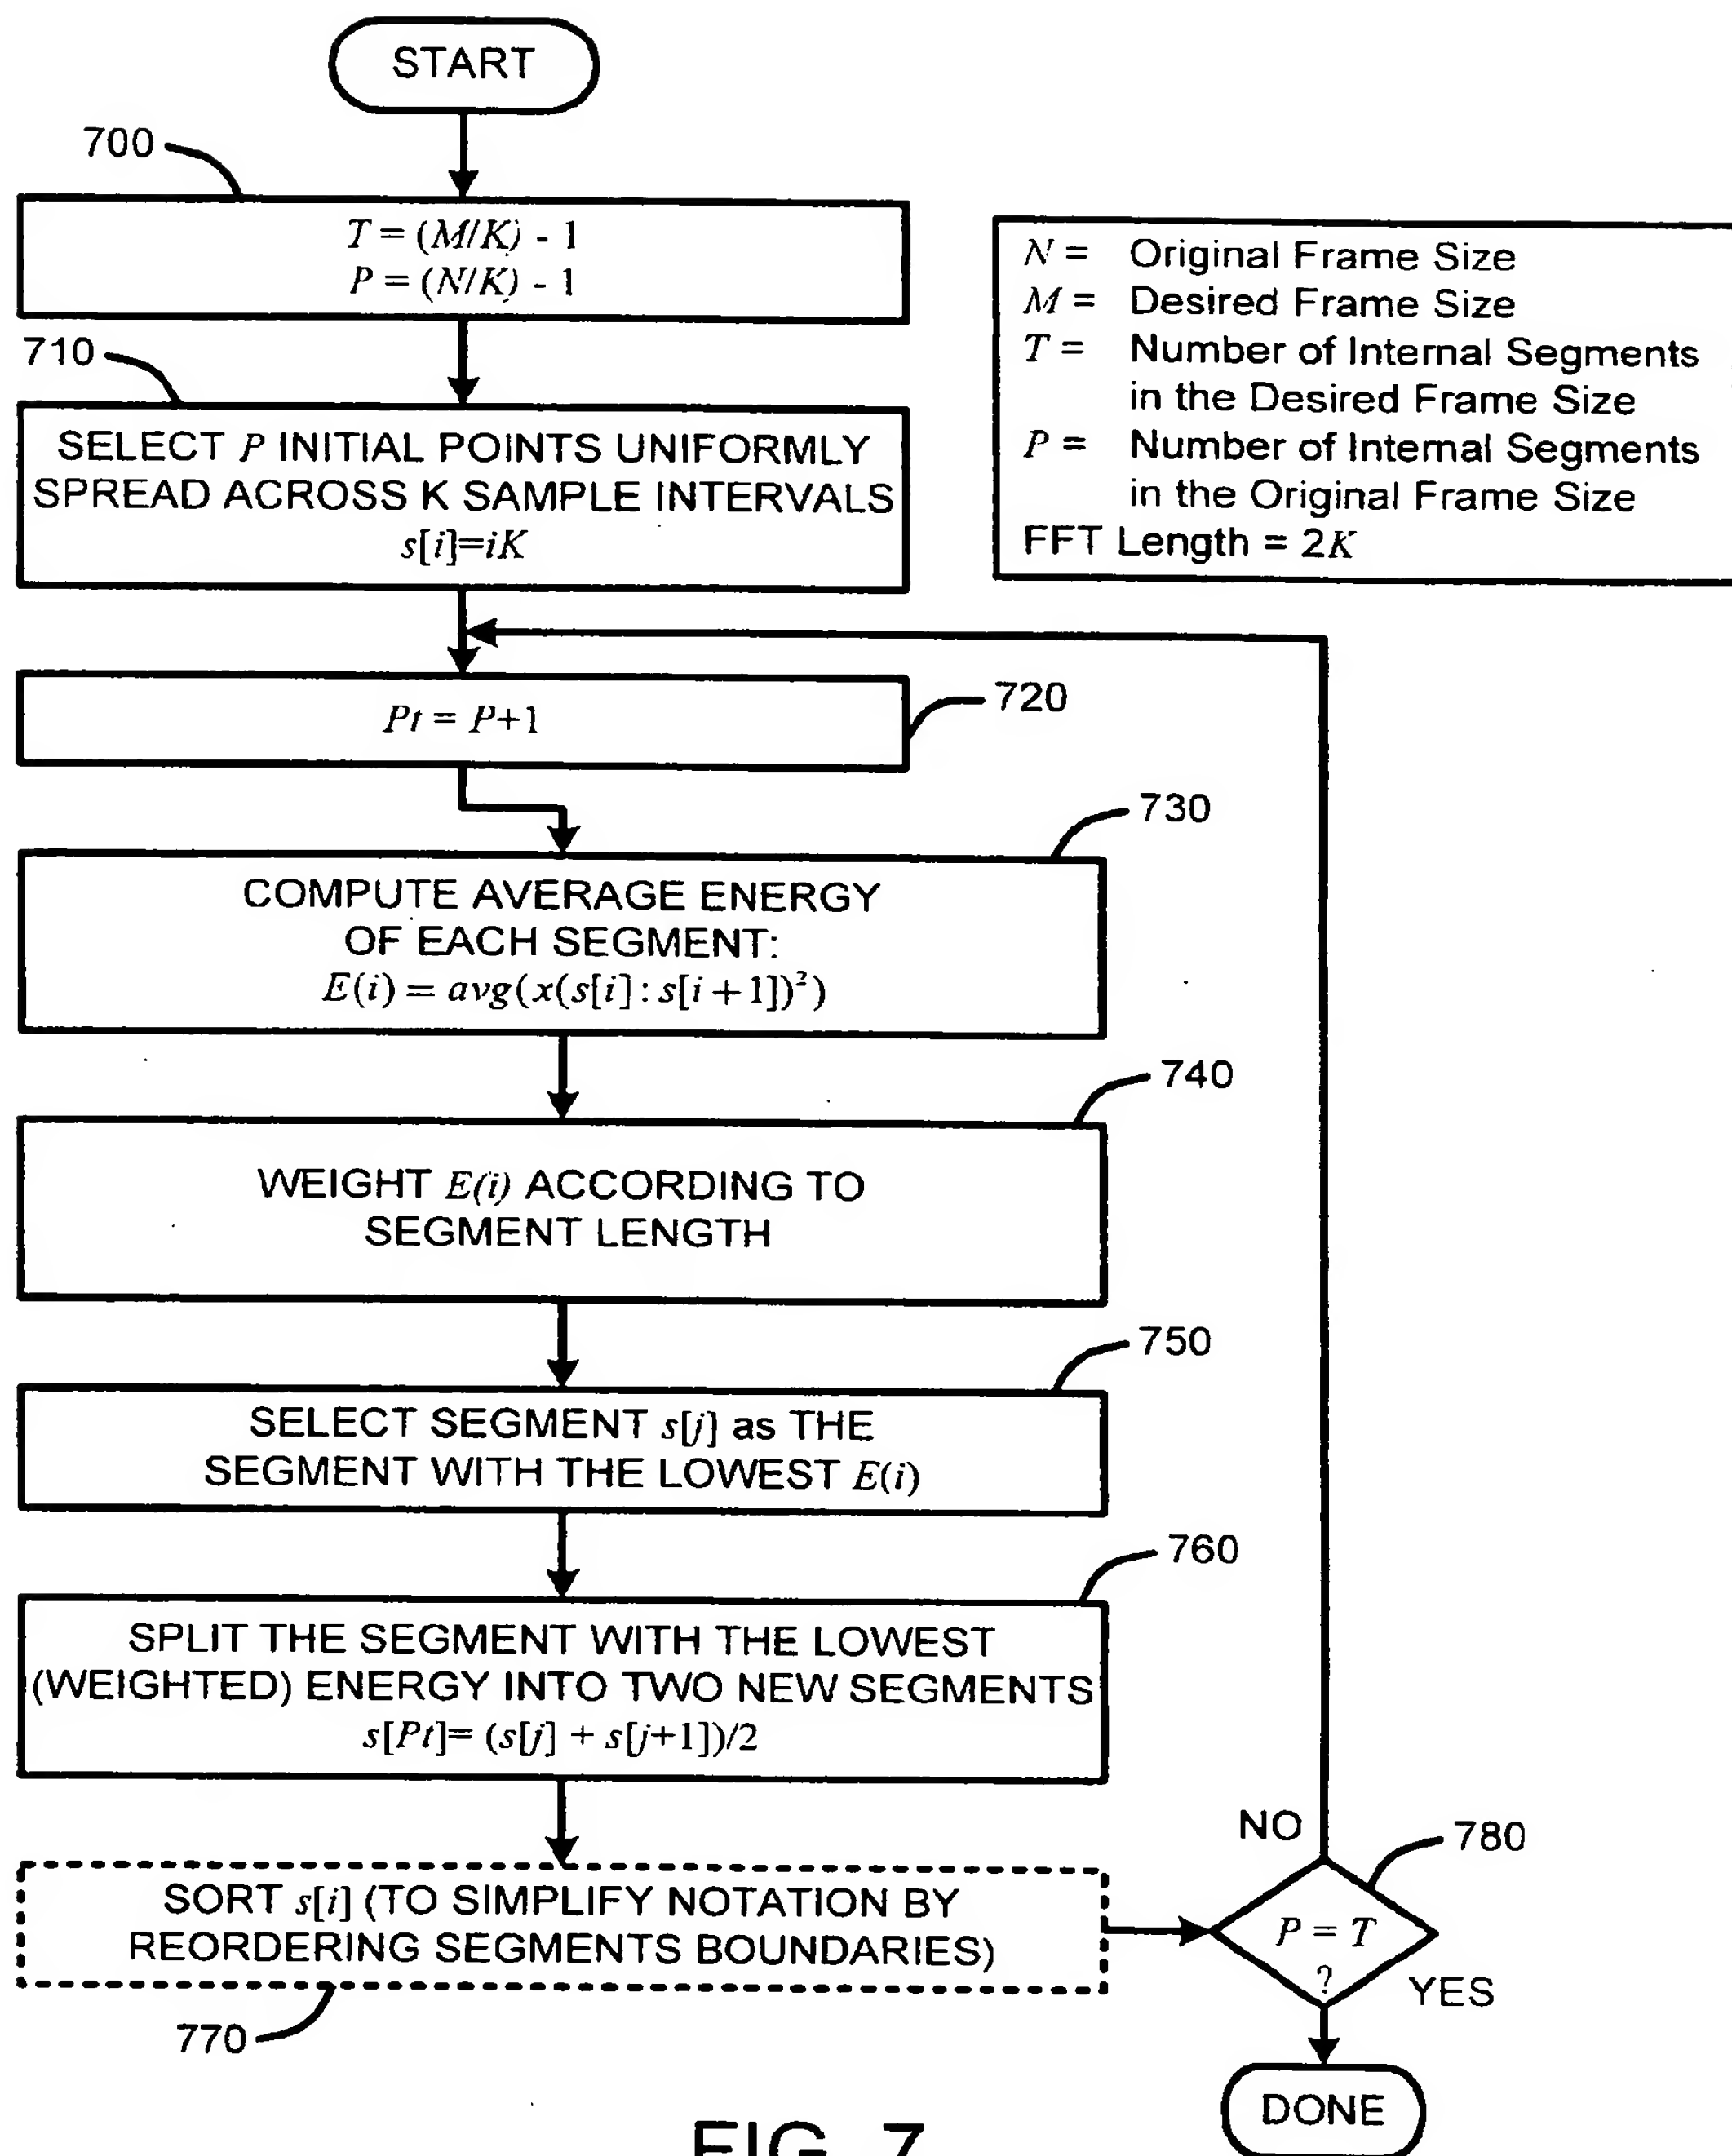 START
700
T = (M/K) - 1
P = (N/K) - 1
N = Original Frame Size
M = Desired Frame Size
T = Number of Internal Segments
in the Desired Frame Size
P = Number of Internal Segments
in the Original Frame Size
FFT Length = 2K
710
SELECT P INITIAL POINTS UNIFORMLY
SPREAD ACROSS K SAMPLE INTERVALS
s[i]=iK
Pt = P+1
720
730
COMPUTE AVERAGE ENERGY
OF EACH SEGMENT:
E(i) = avg(x(s[i] : s[i + 1])²)
740
WEIGHT E(i) ACCORDING TO
SEGMENT LENGTH
750
SELECT SEGMENT s[j] as THE
SEGMENT WITH THE LOWEST E(i)
760
SPLIT THE SEGMENT WITH THE LOWEST
(WEIGHTED) ENERGY INTO TWO NEW SEGMENTS
s[Pt]= (s[j] + s[j+1])/2
NO
780
SORT s[i] (TO SIMPLIFY NOTATION BY
REORDERING SEGMENTS BOUNDARIES)
P = T
?
YES
770
DONE
FIG. 7